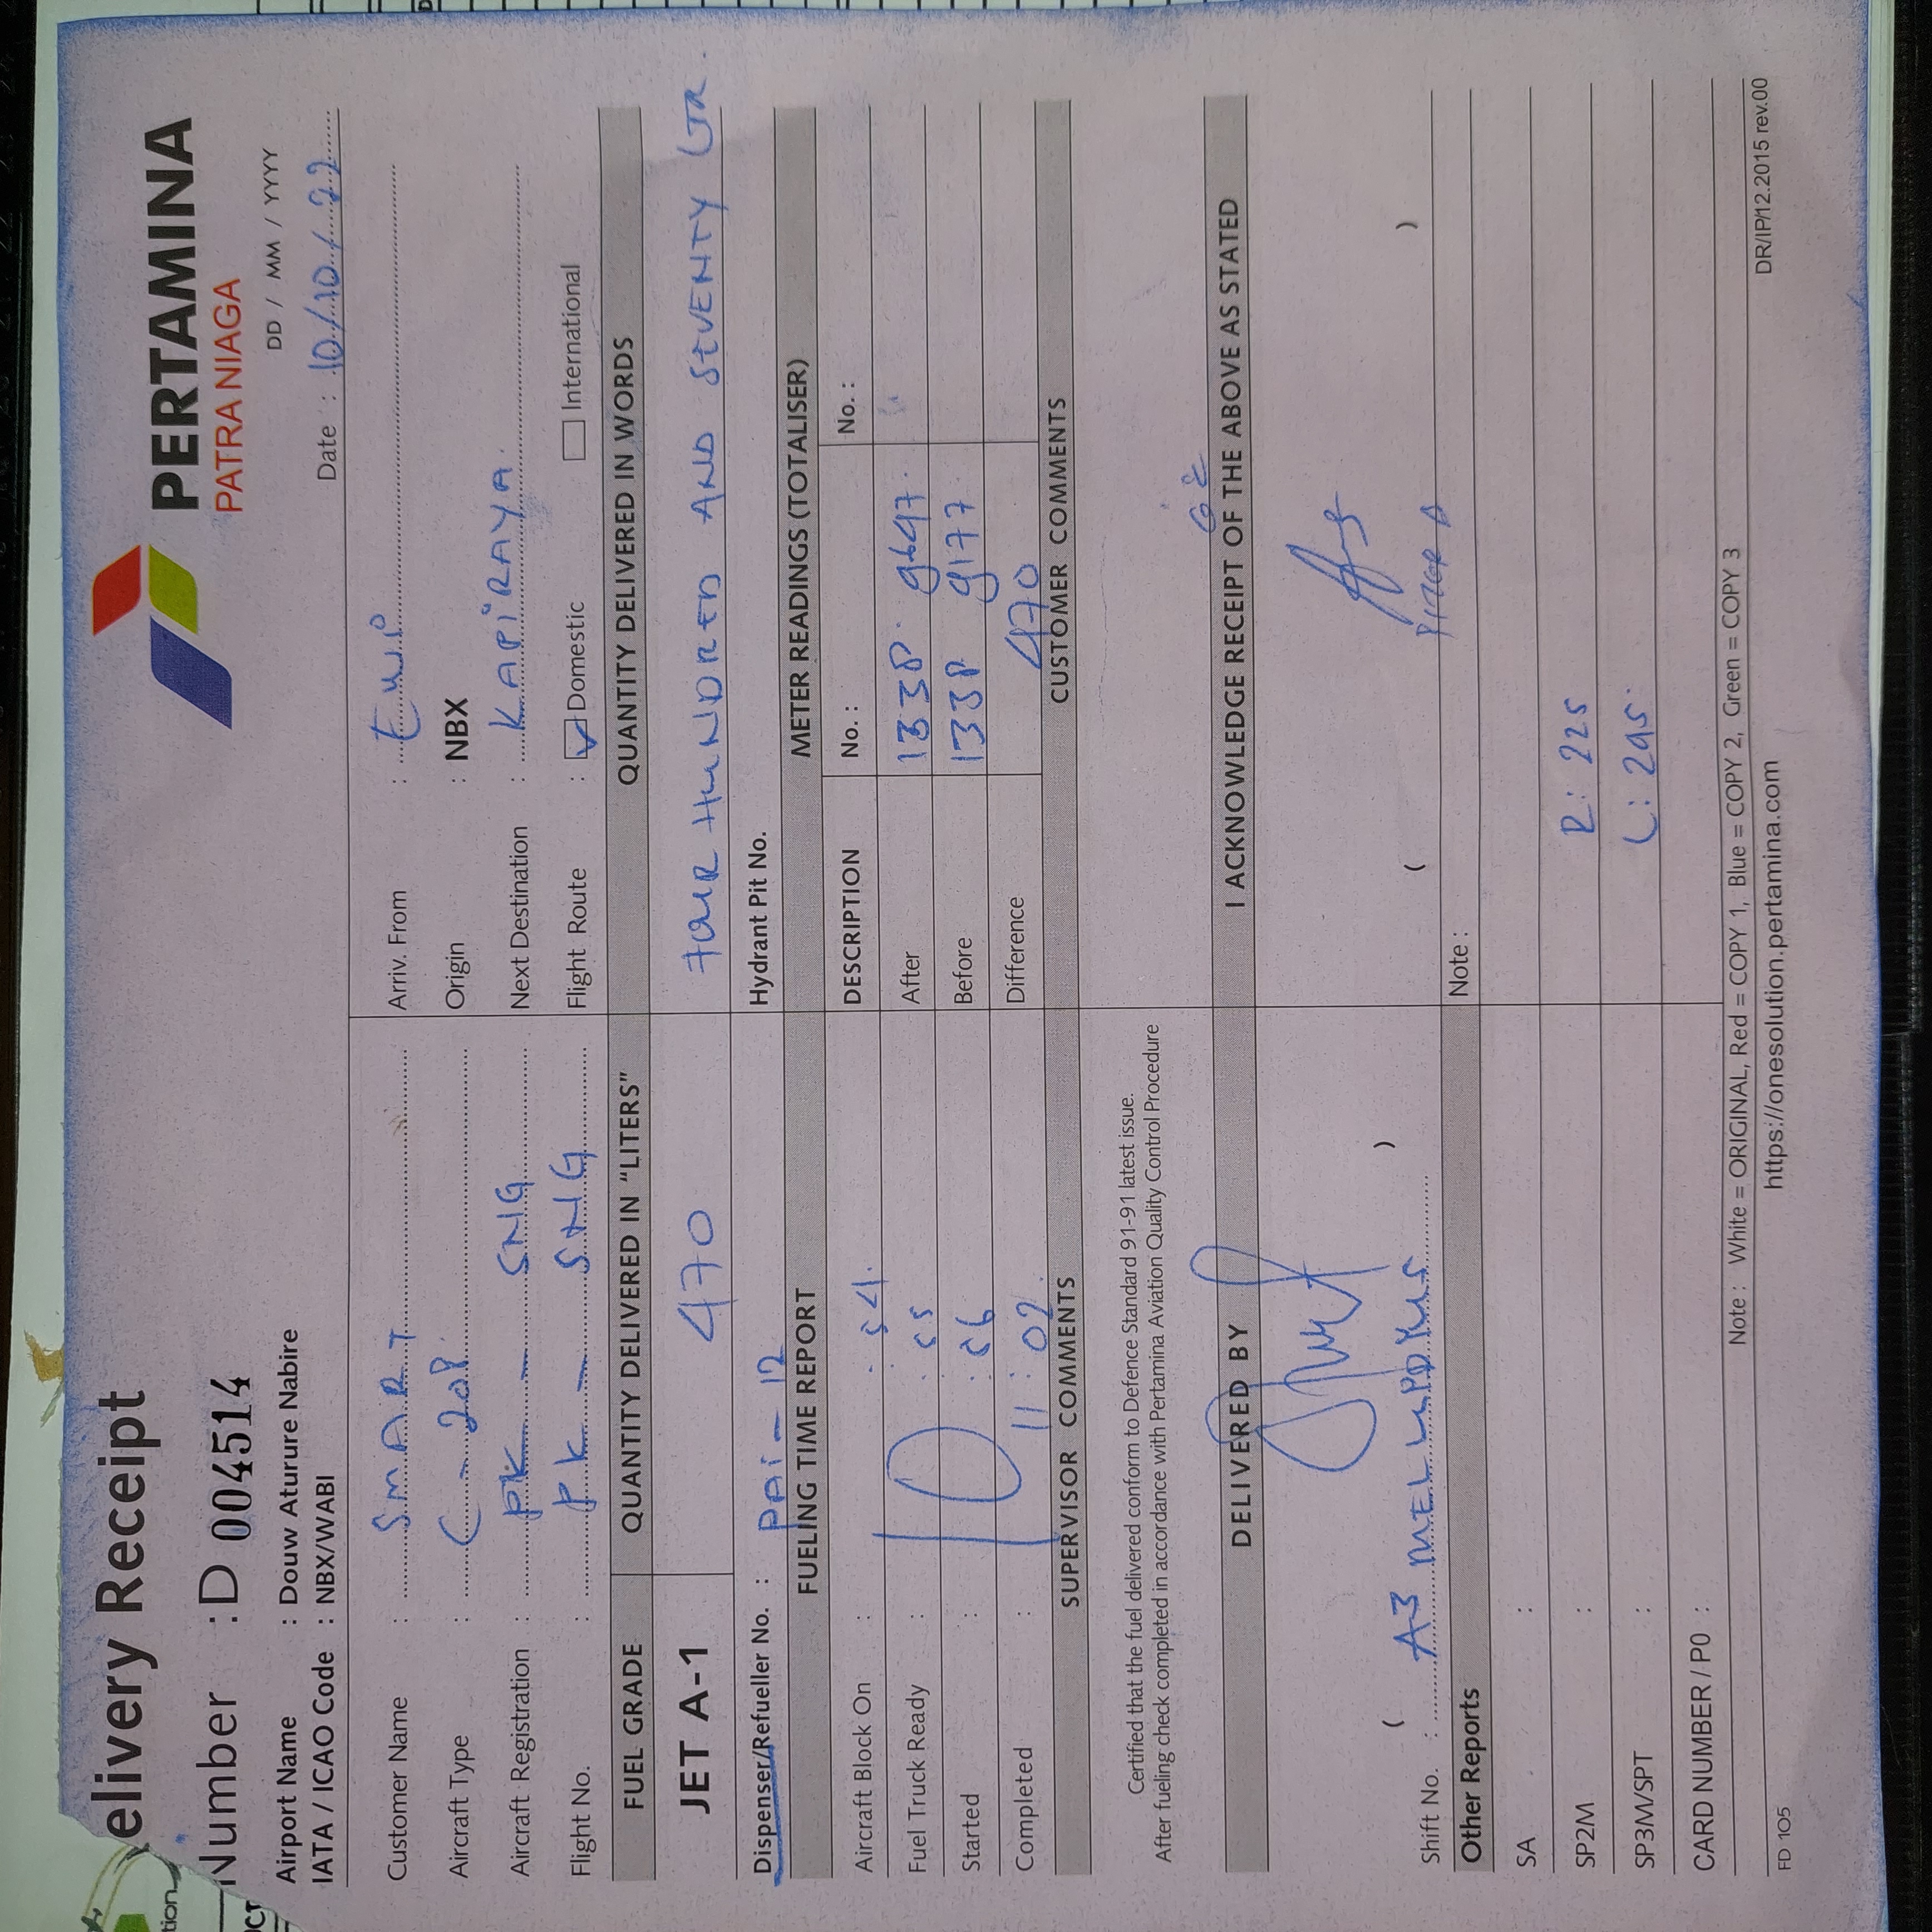 elivery Receipt
PERTAMINA
PATRA NIAGA
Number : D 004514
DD / MM / YYYY
Airport Name : Douw Aturure Nabire
IATA / ICAO Code : NBX/WABI
Date : 10/10/22
Customer Name : SMART
Arriv. From :
Aircraft Type : C-208
Origin : NBX
Aircraft Registration : PK - SNG
Next Destination : KAPIRAYA
Flight No. : PK - SNG
Flight Route : Domestic International
FUEL GRADE QUANTITY DELIVERED IN "LITERS" QUANTITY DELIVERED IN WORDS
JET A-1 470 FOUR HUNDRED AND SEVENTY LTR.
Dispenser/Refueller No. : PAI - 12 Hydrant Pit No.
FUELING TIME REPORT METER READINGS (TOTALISER)
DESCRIPTION No. : No. :
Aircraft Block On : : 54.
After 1338 9647
Fuel Truck Ready : 10 : 55
Before 1338 9177
Started : : 56
Difference 470
Completed : 11 : 02
SUPERVISOR COMMENTS CUSTOMER COMMENTS
Certified that the fuel delivered conform to Defence Standard 91-91 latest issue.
After fueling check completed in accordance with Pertamina Aviation Quality Control Procedure
DELIVERED BY I ACKNOWLEDGE RECEIPT OF THE ABOVE AS STATED
( ) ( )
Shift No. : A3
Other Reports Note :
SA :
SP2M : R : 225
SP3M/SPT : L : 245
CARD NUMBER / PO :
Note : White = ORIGINAL, Red = COPY 1, Blue = COPY 2, Green = COPY 3
FD 105 https://onesolution.pertamina.com DR/IP/12.2015 rev.00